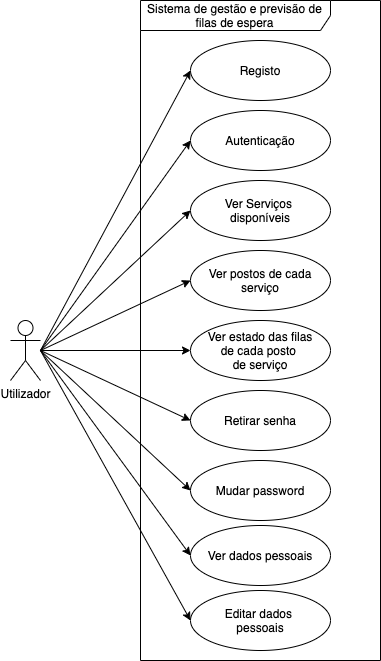 Sistema de gestão e previsão de
filas de espera
Registo
Autenticação
Ver Serviços
disponíveis
Ver postos de cada
serviço
Ver estado das filas
de cada posto
de serviço
Utilizador
Retirar senha
Mudar password
Ver dados pessoais
Editar dados
pessoais